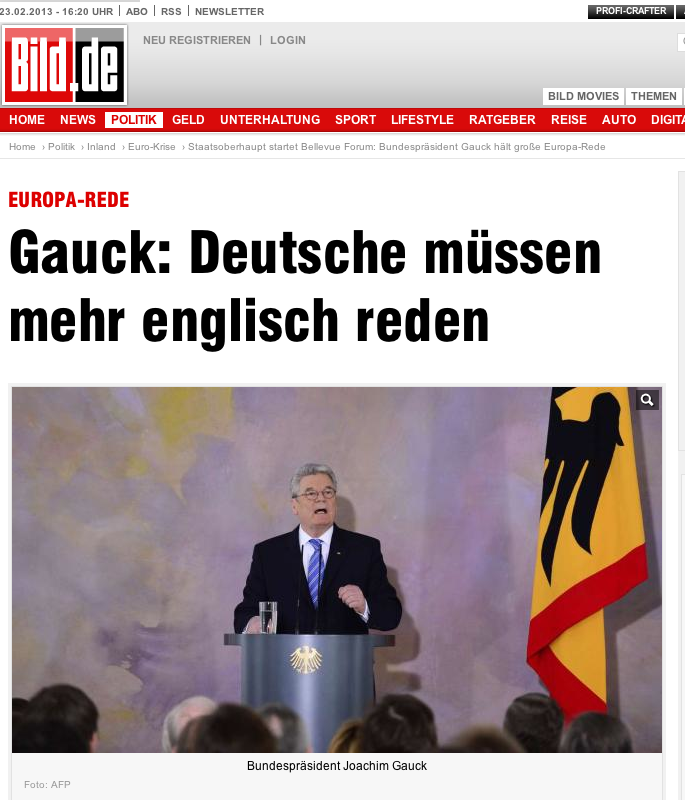 23.02.2013 - 16:20 UHR | ABO | RSS | NEWSLETTER
PROFI-CRAFTER
Bild.de
NEU REGISTRIEREN | LOGIN
BILD MOVIES THEMEN
HOME NEWS POLITIK GELD UNTERHALTUNG SPORT LIFESTYLE RATGEBER REISE AUTO DIGITA
Home › Politik › Inland › Euro-Krise › Staatsoberhaupt startet Bellevue Forum: Bundespräsident Gauck hält große Europa-Rede
EUROPA-REDE
Gauck: Deutsche müssen
mehr englisch reden
Bundespräsident Joachim Gauck
Foto: AFP